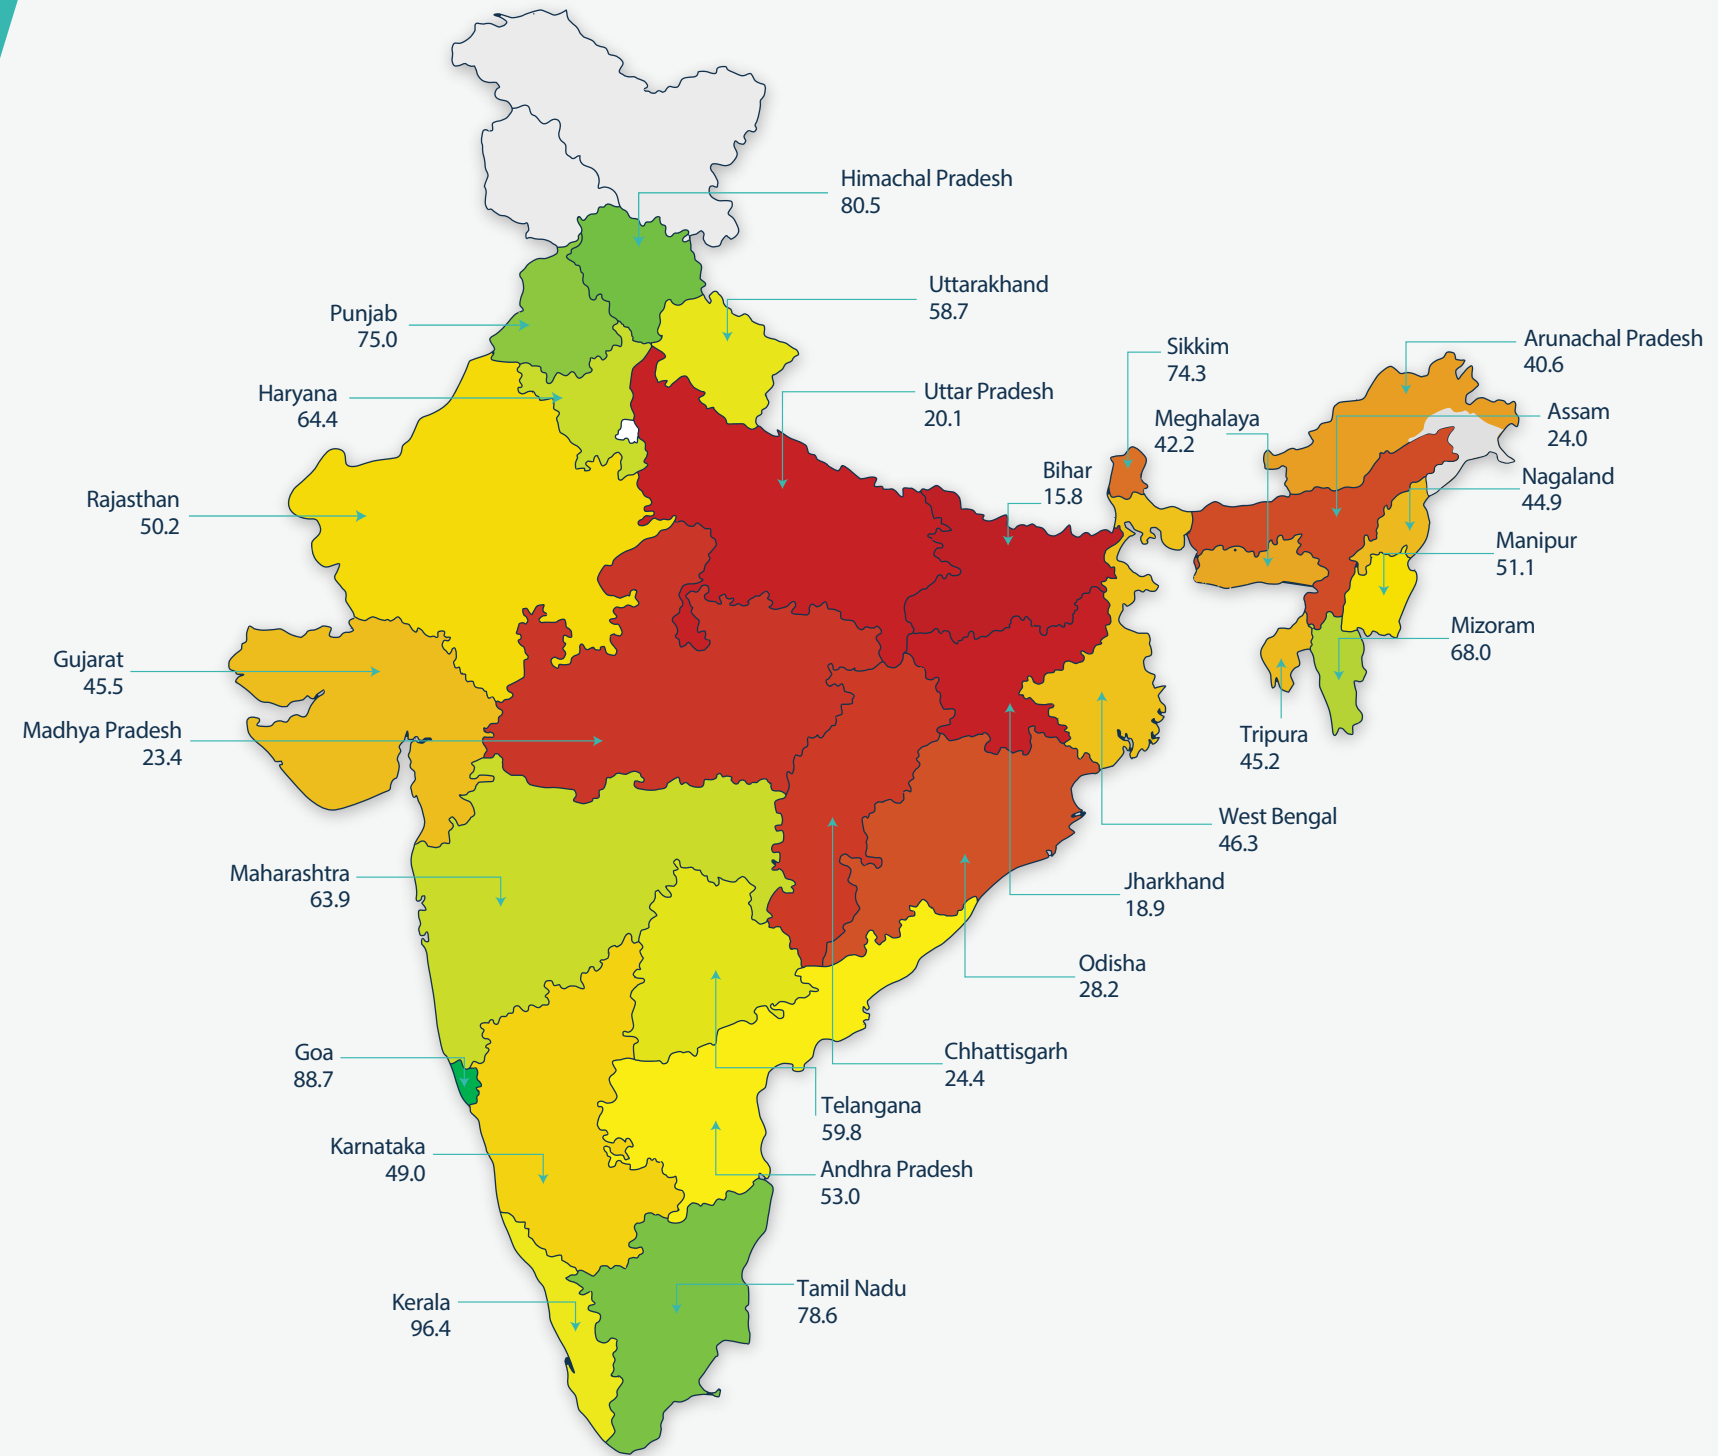 Himachal Pradesh
80.5
Uttarakhand
58.7
Punjab
75.0
Sikkim
74.3
Arunachal Pradesh
40.6
Haryana
64.4
Uttar Pradesh
20.1
Meghalaya
42.2
Assam
24.0
Bihar
15.8
Nagaland
44.9
Rajasthan
50.2
Manipur
51.1
Mizoram
68.0
Gujarat
45.5
Madhya Pradesh
23.4
Tripura
45.2
West Bengal
46.3
Maharashtra
63.9
Jharkhand
18.9
Odisha
28.2
Goa
88.7
Chhattisgarh
24.4
Telangana
59.8
Karnataka
49.0
Andhra Pradesh
53.0
Kerala
96.4
Tamil Nadu
78.6